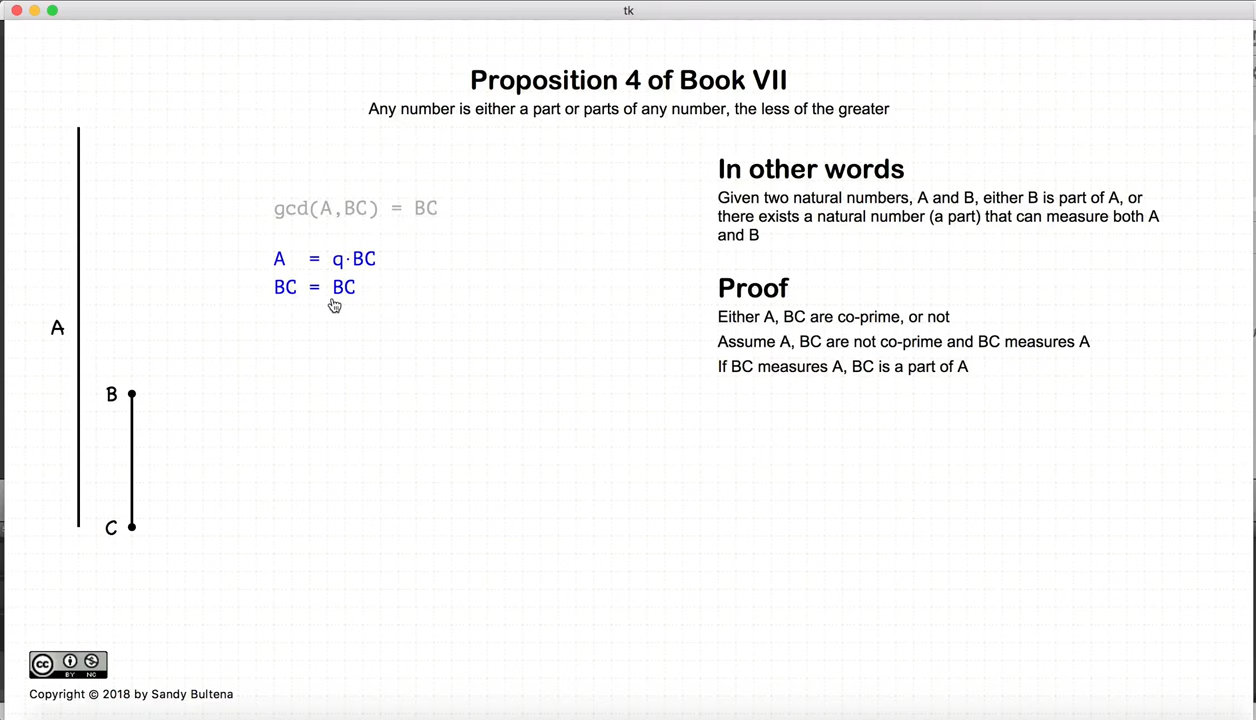 tk
Proposition 4 of Book VII
Any number is either a part or parts of any number, the less of the greater
In other words
Given two natural numbers, A and B, either B is part of A, or
there exists a natural number (a part) that can measure both A
and B
gcd(A,BC) = BC
A = q·BC
BC = BC
Proof
Either A, BC are co-prime, or not
Assume A, BC are not co-prime and BC measures A
If BC measures A, BC is a part of A
A
B
C
cc
BY NC
Copyright © 2018 by Sandy Bultena